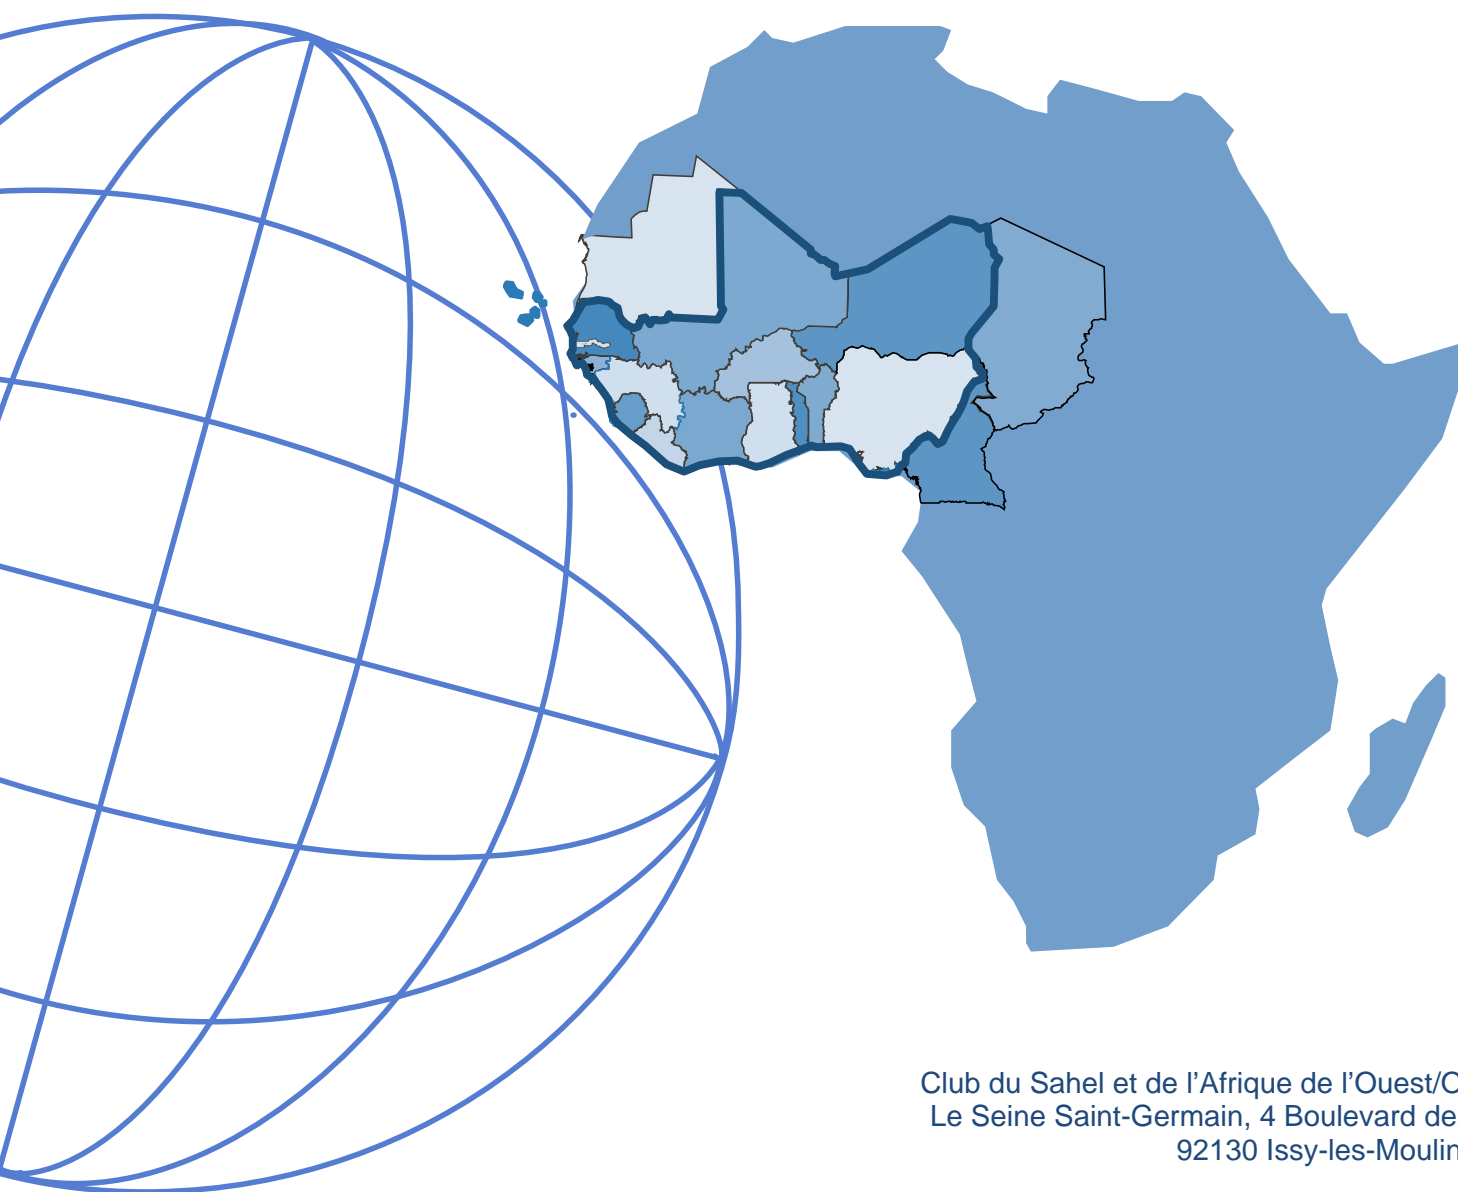 Club du Sahel et de l’Afrique de l’Ouest/
Le Seine Saint-Germain, 4 Boulevard de
92130 Issy-les-Moulin